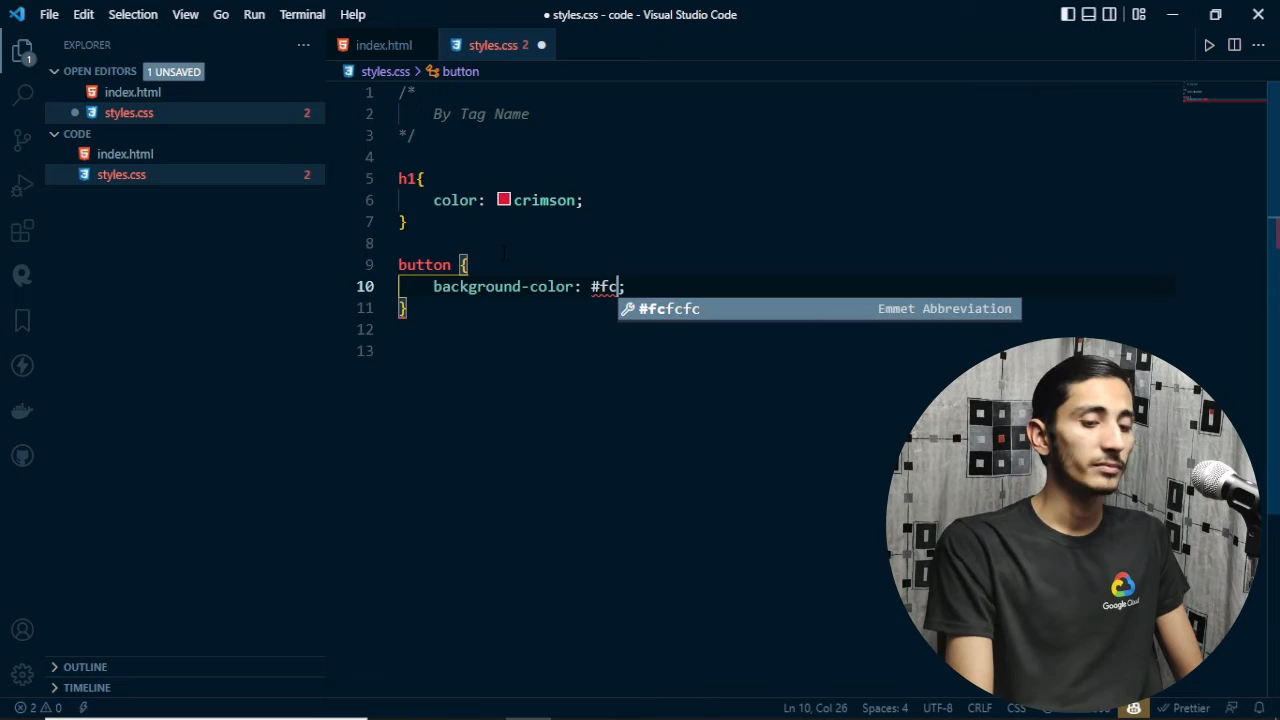 File Edit Selection View Go Run Terminal Help
● styles.css - code - Visual Studio Code
EXPLORER
OPEN EDITORS 1 UNSAVED
index.html
styles.css 2
CODE
index.html
styles.css 2
OUTLINE
TIMELINE
1
index.html styles.css 2
styles.css > button
1 /*
2 By Tag Name
3 */
4
5 h1{
6 color: crimson;
7 }
8
9 button {
10 background-color: #fc;
11 }
12
13
#fcfcfc Emmet Abbreviation
Google Cloud
2 0
Ln 10, Col 26 Spaces: 4 UTF-8 CRLF CSS Prettier